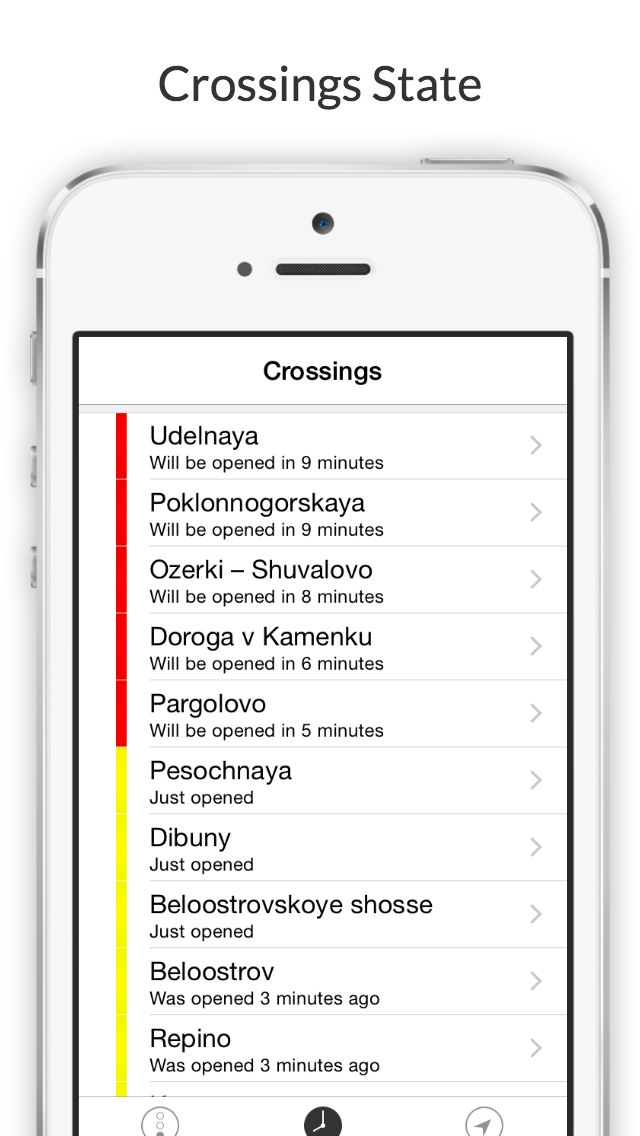 Crossings State
Crossings
Udelnaya
Will be opened in 9 minutes
Poklonnogorskaya
Will be opened in 9 minutes
Ozerki – Shuvalovo
Will be opened in 8 minutes
Doroga v Kamenku
Will be opened in 6 minutes
Pargolovo
Will be opened in 5 minutes
Pesochnaya
Just opened
Dibuny
Just opened
Beloostrovskoye shosse
Just opened
Beloostrov
Was opened 3 minutes ago
Repino
Was opened 3 minutes ago